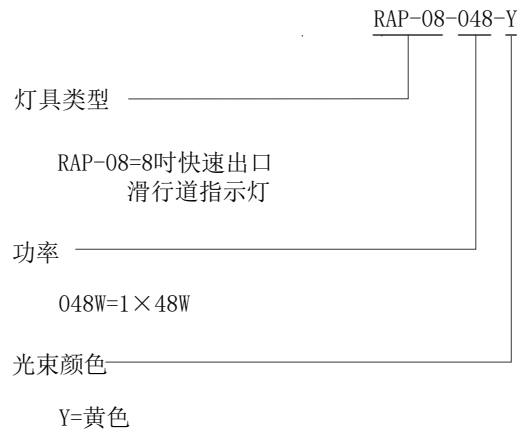 RAP-08-048-Y
灯具类型
RAP-08=8吋快速出口
滑行道指示灯
功率
048W=1×48W
光束颜色
Y=黄色